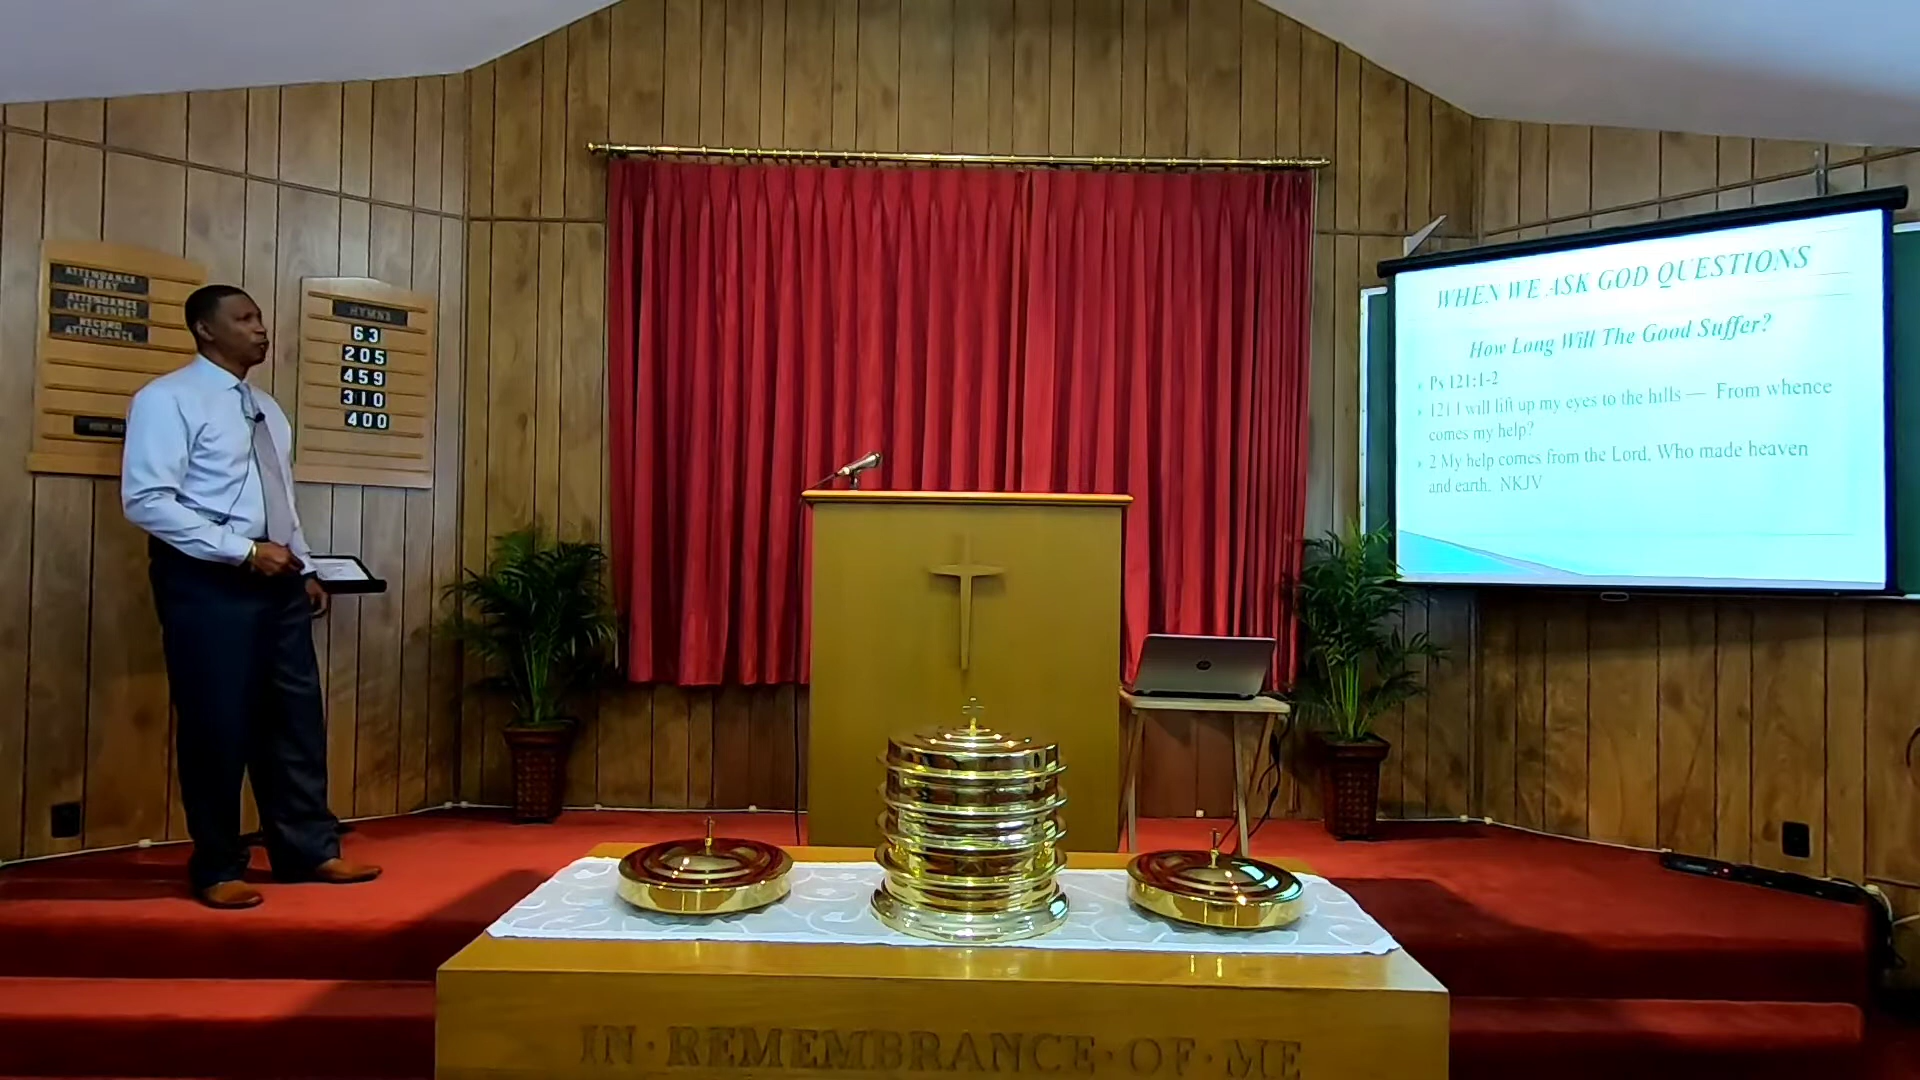 ATTENDANCE
TODAY
ATTENDANCE
LAST SUNDAY
RECORD
ATTENDANCE
HYMNS
63
205
459
310
400
WHEN WE ASK GOD QUESTIONS
How Long Will The Good Suffer?
Ps 121:1-2
121 I will lift up my eyes to the hills — From whence
comes my help?
2 My help comes from the Lord, Who made heaven
and earth. NKJV
hp
IN·REMEMBRANCE·OF·ME